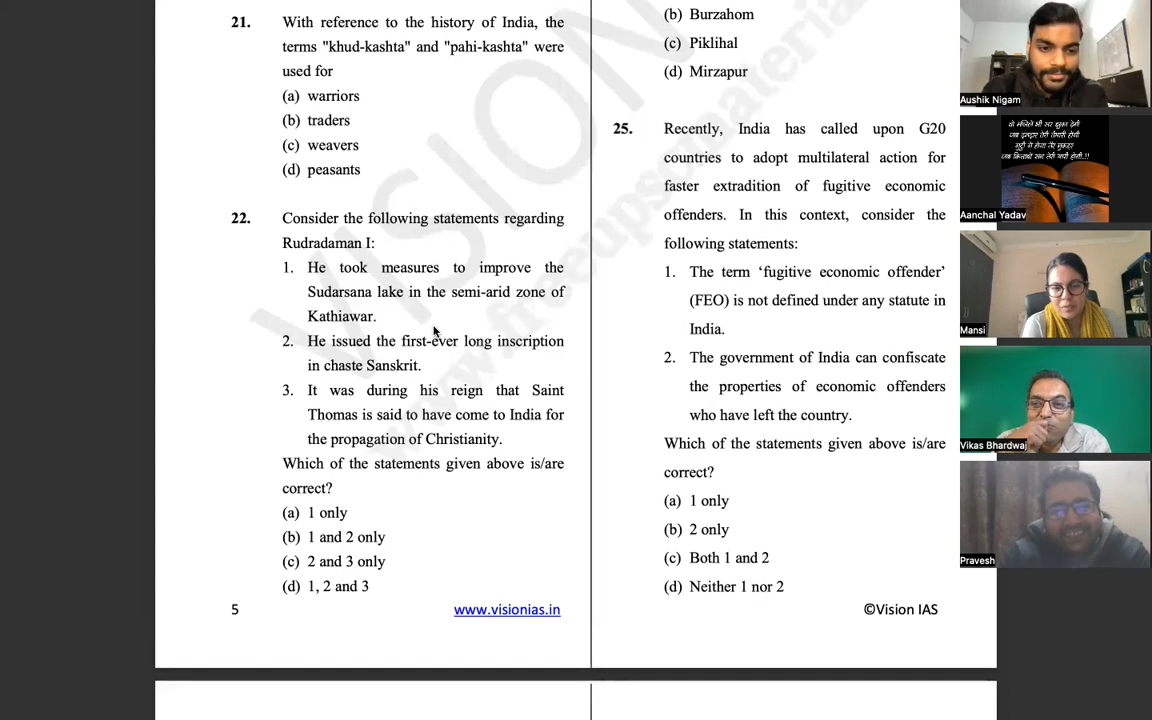 21. With reference to the history of India, the
terms "khud-kashta" and "pahi-kashta" were
used for
(a) warriors
(b) traders
(c) weavers
(d) peasants
22. Consider the following statements regarding
Rudradaman I:
1. He took measures to improve the
Sudarsana lake in the semi-arid zone of
Kathiawar.
2. He issued the first-ever long inscription
in chaste Sanskrit.
3. It was during his reign that Saint
Thomas is said to have come to India for
the propagation of Christianity.
Which of the statements given above is/are
correct?
(a) 1 only
(b) 1 and 2 only
(c) 2 and 3 only
(d) 1, 2 and 3
5 www.visionias.in
(b) Burzahom
(c) Piklihal
(d) Mirzapur
25. Recently, India has called upon G20
countries to adopt multilateral action for
faster extradition of fugitive economic
offenders. In this context, consider the
following statements:
1. The term ‘fugitive economic offender’
(FEO) is not defined under any statute in
India.
2. The government of India can confiscate
the properties of economic offenders
who have left the country.
Which of the statements given above is/are
correct?
(a) 1 only
(b) 2 only
(c) Both 1 and 2
(d) Neither 1 nor 2
©Vision IAS
VISION
Aushik Nigam
Aanchal Yadav
Mansi
Vikas Bhardwaj
Pravesh